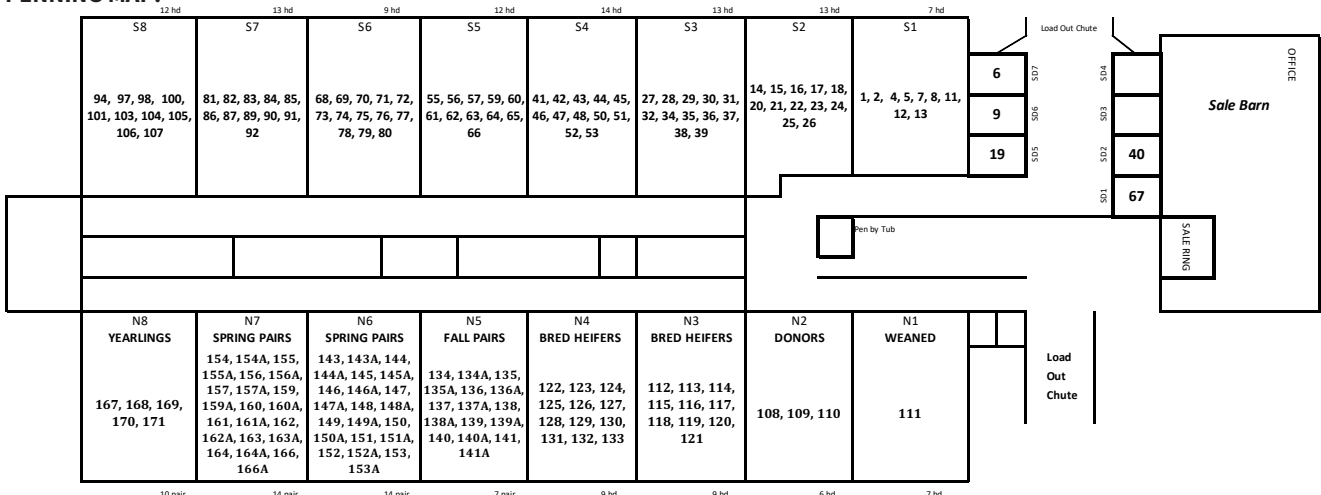 PENNING MAP:
12 hd
13 hd
9 hd
12 hd
14 hd
13 hd
13 hd
7 hd
S8
94, 97, 98, 100,
101, 103, 104, 105,
106, 107
S7
81, 82, 83, 84, 85,
86, 87, 89, 90, 91,
92
S6
68, 69, 70, 71, 72,
73, 74, 75, 76, 77,
78, 79, 80
S5
55, 56, 57, 59, 60,
61, 62, 63, 64, 65,
66
S4
41, 42, 43, 44, 45,
46, 47, 48, 50, 51,
52, 53
S3
27, 28, 29, 30, 31,
32, 34, 35, 36, 37,
38, 39
S2
14, 15, 16, 17, 18,
20, 21, 22, 23, 24,
25, 26
S1
1, 2, 4, 5, 7, 8, 11,
12, 13
Load Out Chute
6
SD7
9
SD6
19
SD5
SD4
SD3
SD2
40
SD1
67
OFFICE
Sale Barn
SALE RING
Pen by Tub
N8
YEARLINGS
167, 168, 169,
170, 171
N7
SPRING PAIRS
154, 154A, 155,
155A, 156, 156A,
157, 157A, 159,
159A, 160, 160A,
161, 161A, 162,
162A, 163, 163A,
164, 164A, 166,
166A
N6
SPRING PAIRS
143, 143A, 144,
144A, 145, 145A,
146, 146A, 147,
147A, 148, 148A,
149, 149A, 150,
150A, 151, 151A,
152, 152A, 153,
153A
N5
FALL PAIRS
134, 134A, 135,
135A, 136, 136A,
137, 137A, 138,
138A, 139, 139A,
140, 140A, 141,
141A
N4
BRED HEIFERS
122, 123, 124,
125, 126, 127,
128, 129, 130,
131, 132, 133
N3
BRED HEIFERS
112, 113, 114,
115, 116, 117,
118, 119, 120,
121
N2
DONORS
108, 109, 110
N1
WEANED
111
Load
Out
Chute
10 pair
14 pair
14 pair
7 pair
9 hd
9 hd
6 hd
7 hd